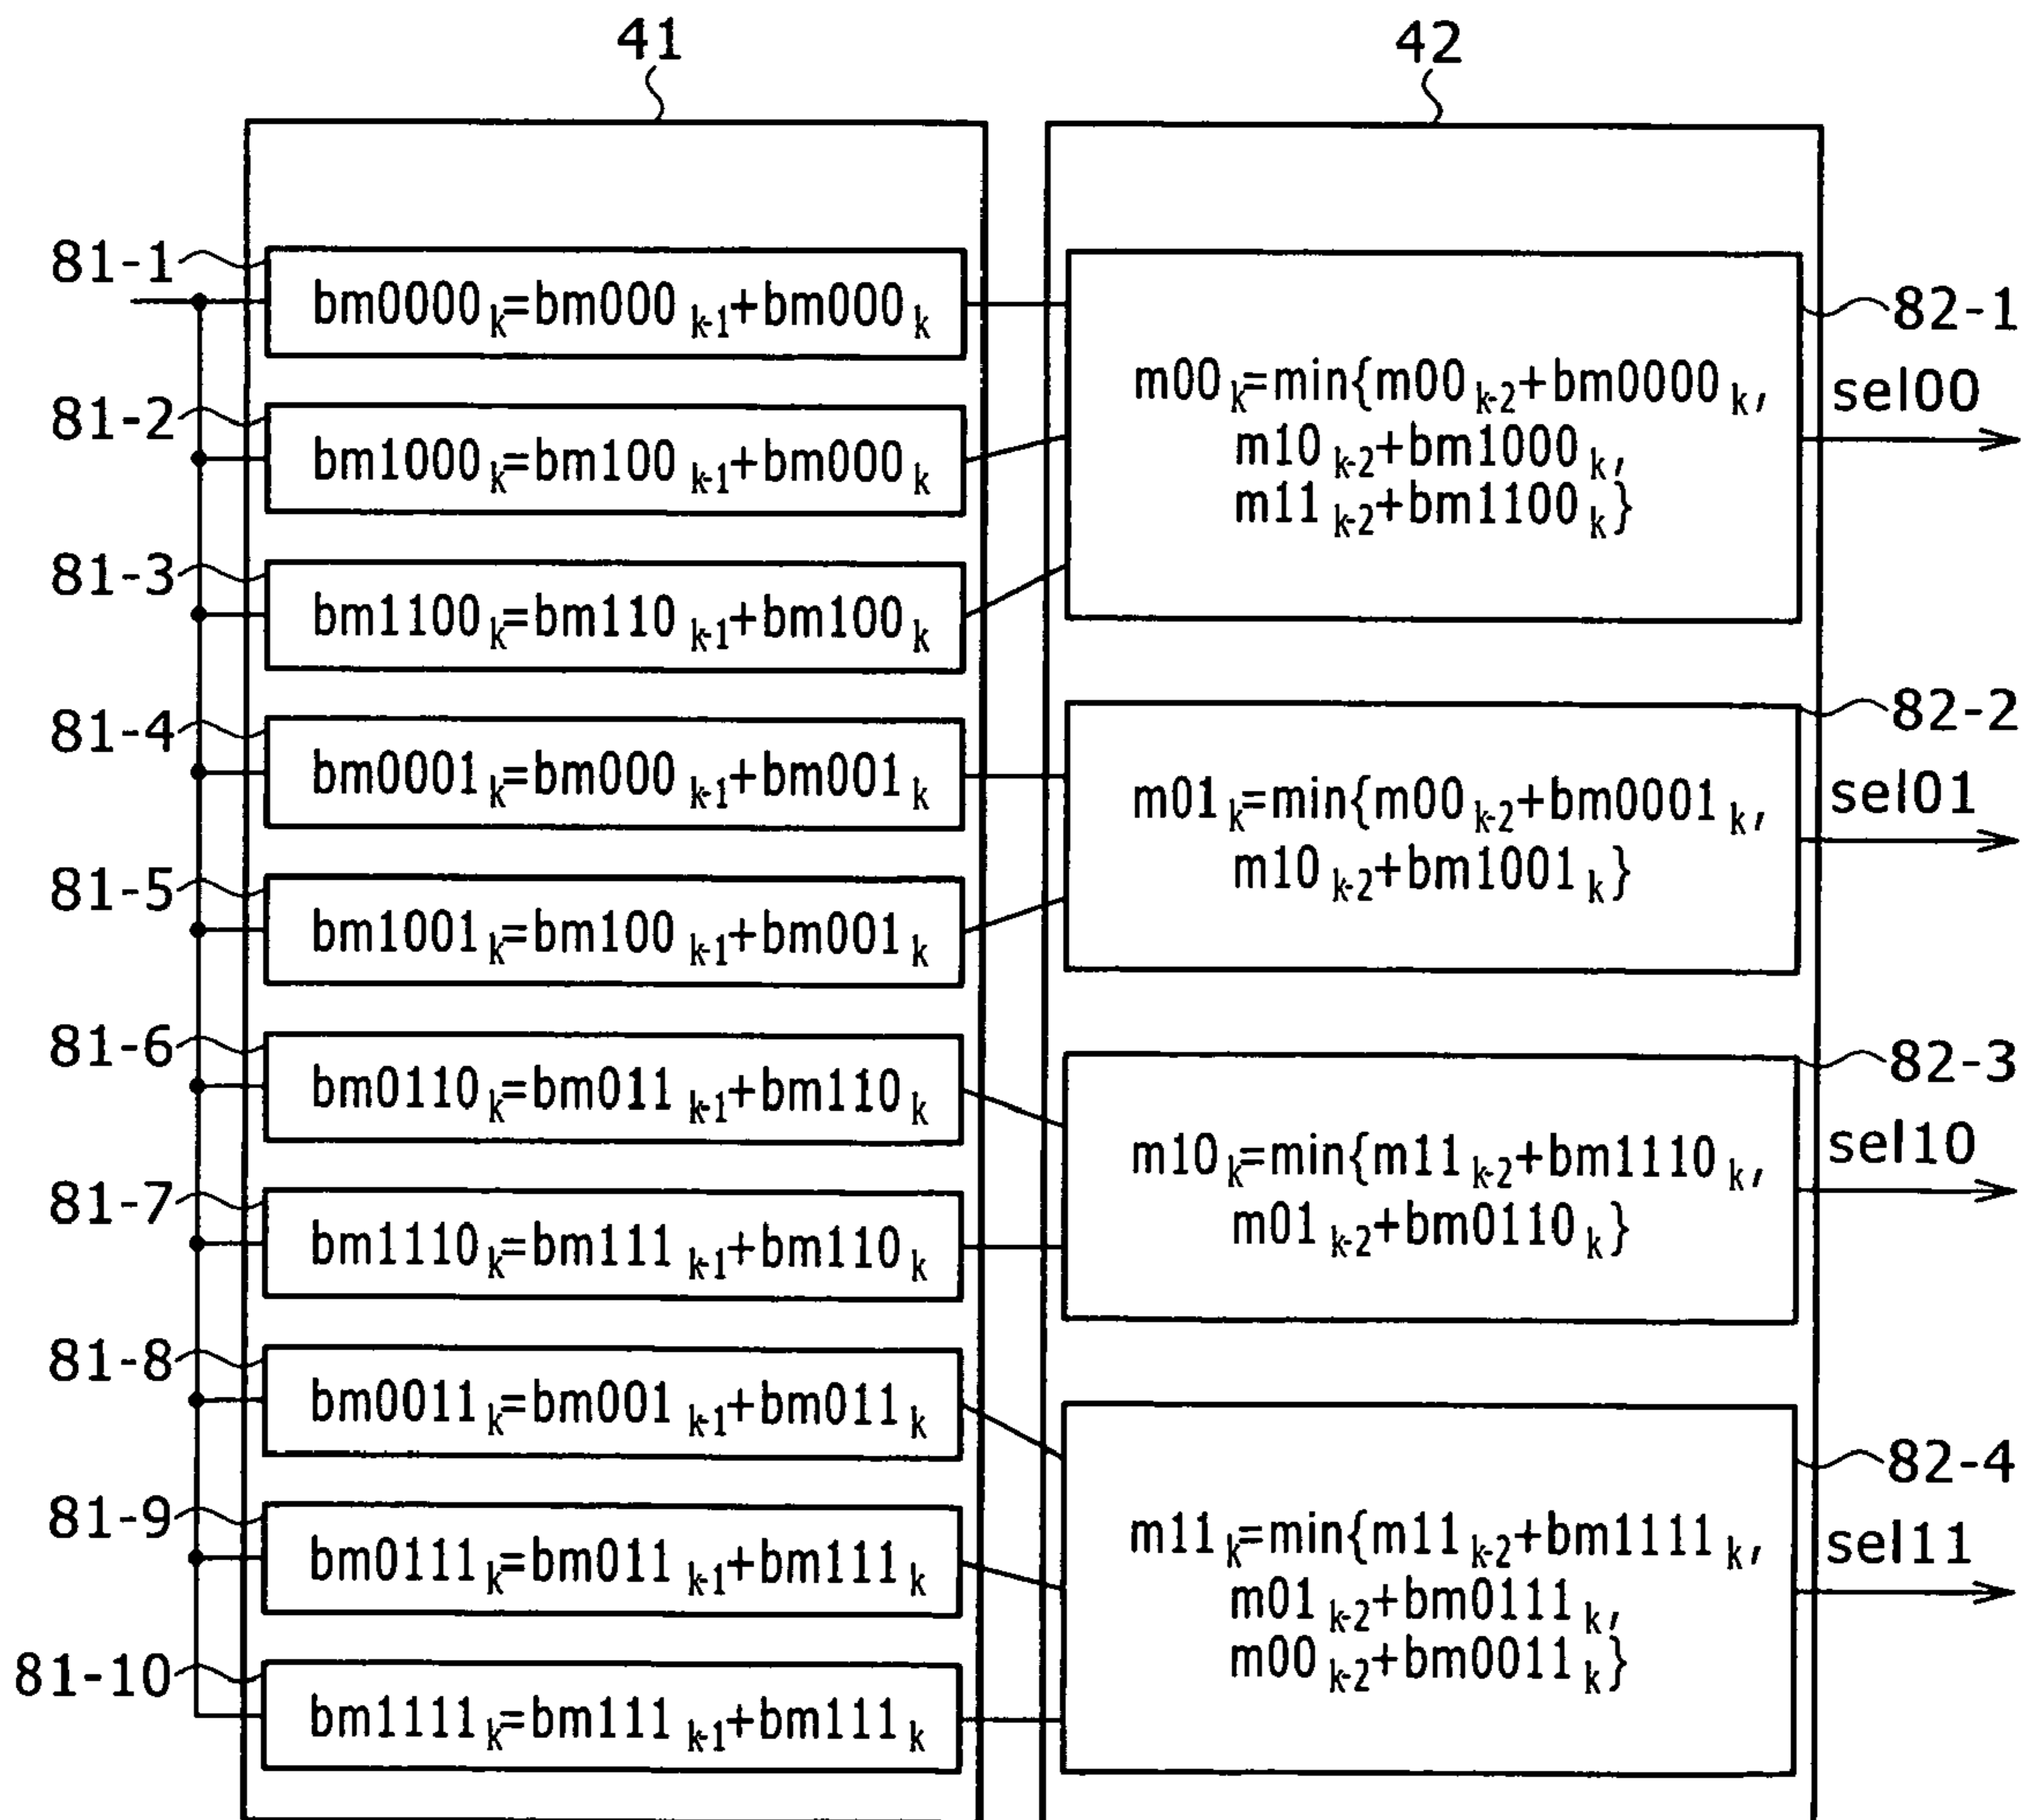 41
42
81-1
bm0000k=bm000k-1+bm000k
81-2
bm1000k=bm100k-1+bm000k
81-3
bm1100k=bm110k-1+bm100k
81-4
bm0001k=bm000k-1+bm001k
81-5
bm1001k=bm100k-1+bm001k
81-6
bm0110k=bm011k-1+bm110k
81-7
bm1110k=bm111k-1+bm110k
81-8
bm0011k=bm001k-1+bm011k
81-9
bm0111k=bm011k-1+bm111k
81-10
bm1111k=bm111k-1+bm111k
82-1
m00k=min{m00k-2+bm0000k,
m10k-2+bm1000k,
m11k-2+bm1100k}
sel00
82-2
m01k=min{m00k-2+bm0001k,
m10k-2+bm1001k}
sel01
82-3
m10k=min{m11k-2+bm1110k,
m01k-2+bm0110k}
sel10
82-4
m11k=min{m11k-2+bm1111k,
m01k-2+bm0111k,
m00k-2+bm0011k}
sel11